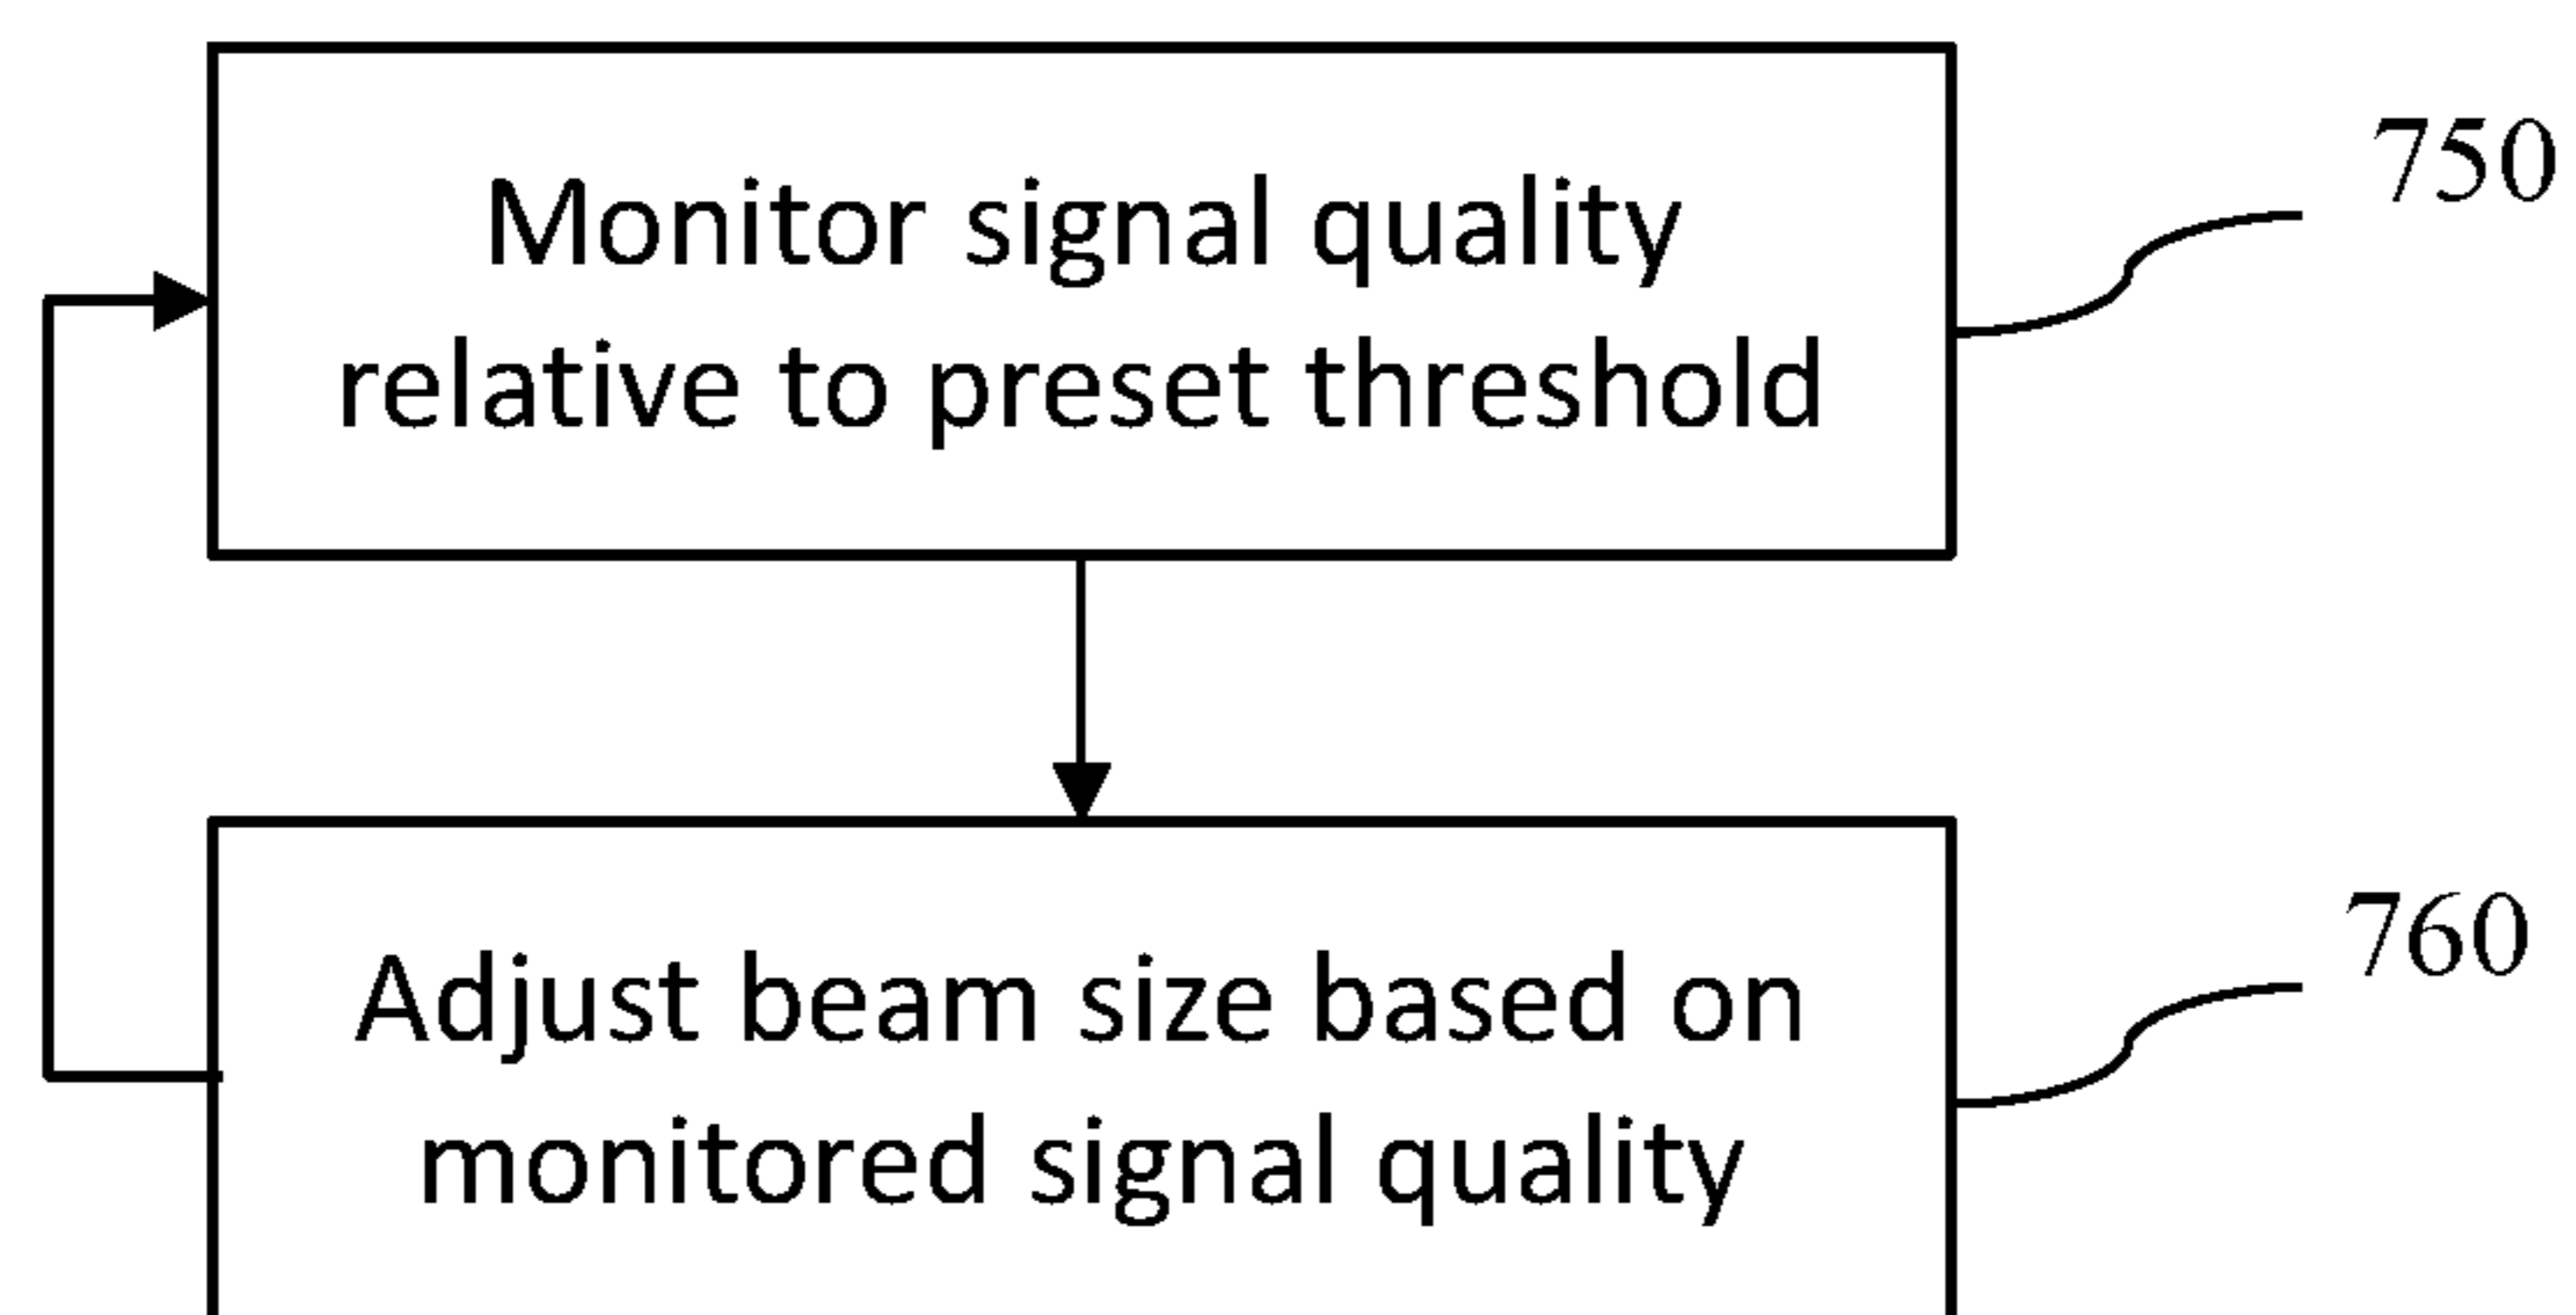 Monitor signal quality
relative to preset threshold
750
Adjust beam size based on
monitored signal quality
760